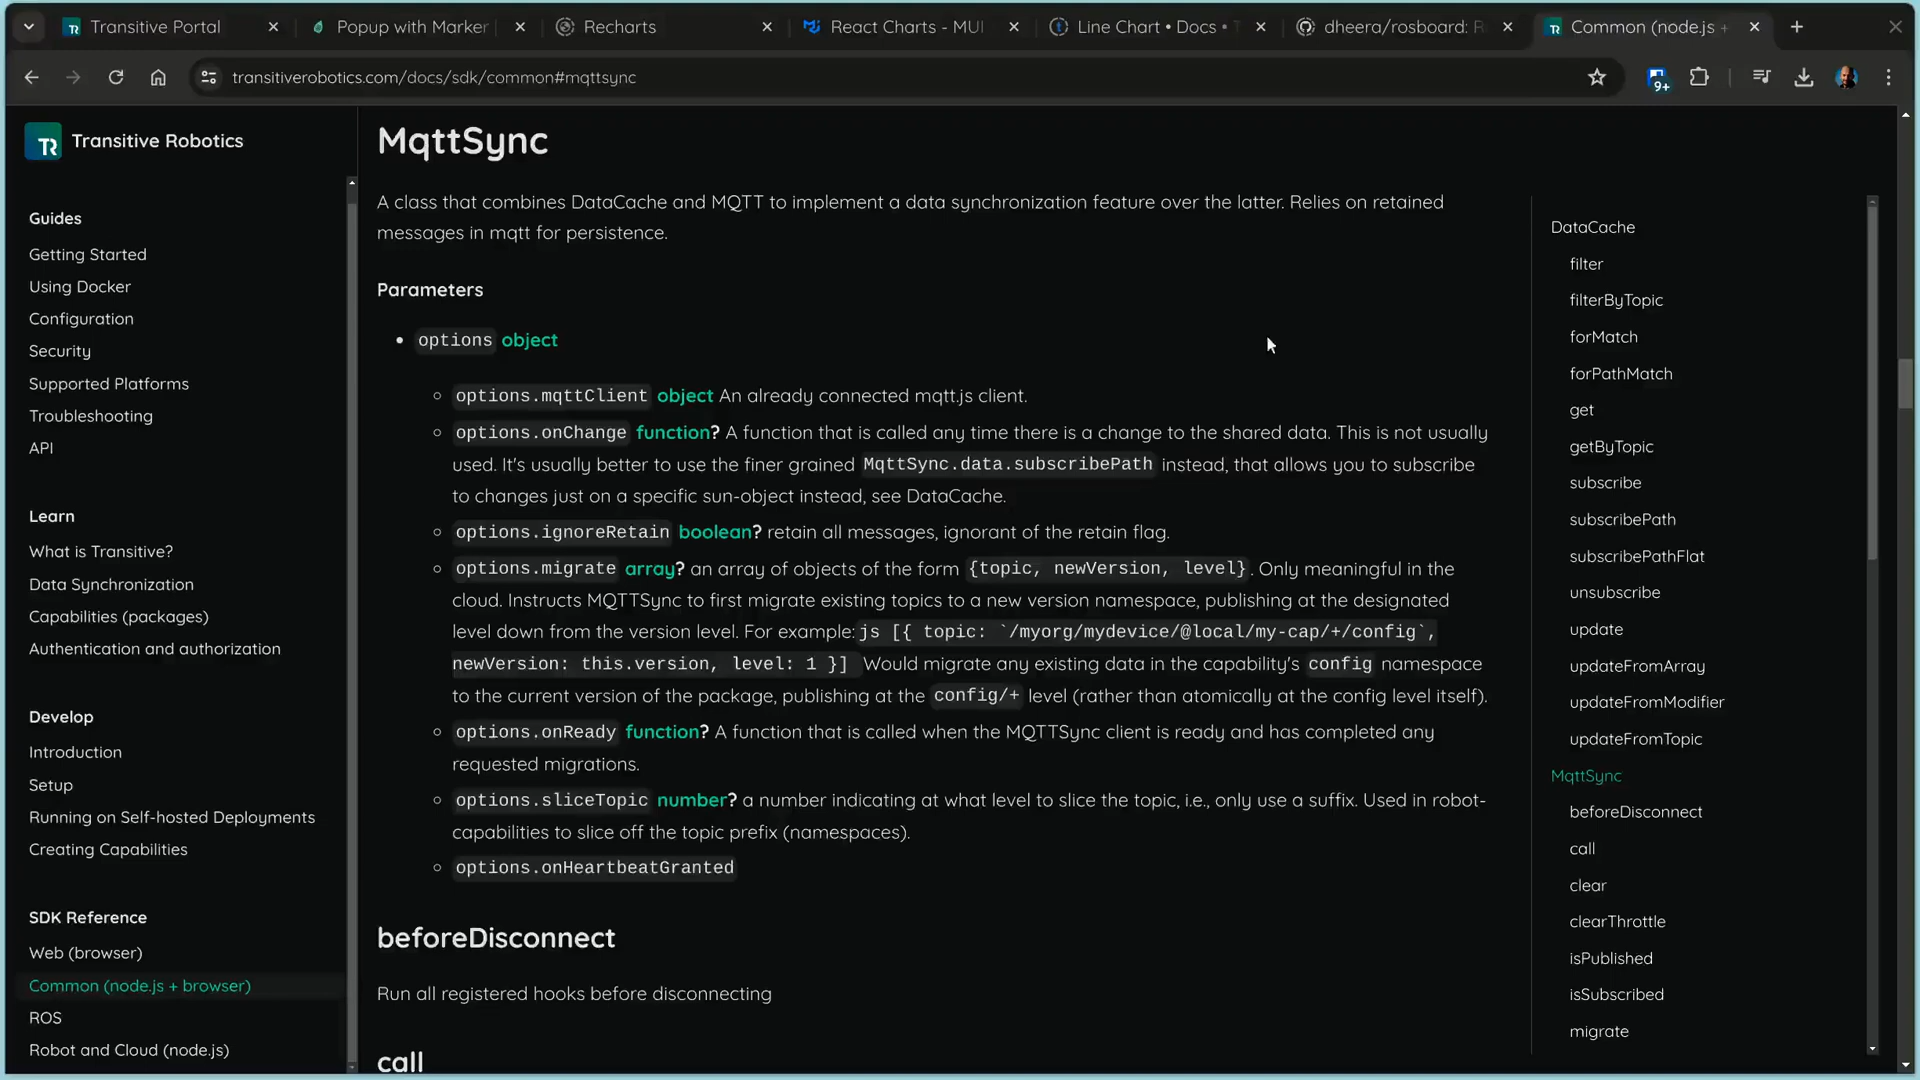 Transitive Portal
Popup with Marker
Recharts
React Charts - MUI
Line Chart • Docs •
dheera/rosboard: R
Common (node.js +
transitiverobotics.com/docs/sdk/common#mqttsync
9+
TR Transitive Robotics
Guides
Getting Started
Using Docker
Configuration
Security
Supported Platforms
Troubleshooting
API
Learn
What is Transitive?
Data Synchronization
Capabilities (packages)
Authentication and authorization
Develop
Introduction
Setup
Running on Self-hosted Deployments
Creating Capabilities
SDK Reference
Web (browser)
Common (node.js + browser)
ROS
Robot and Cloud (node.js)
MqttSync
A class that combines DataCache and MQTT to implement a data synchronization feature over the latter. Relies on retained
messages in mqtt for persistence.
Parameters
• options object
options.mqttClient object An already connected mqtt.js client.
options.onChange function? A function that is called any time there is a change to the shared data. This is not usually
used. It's usually better to use the finer grained MqttSync.data.subscribePath instead, that allows you to subscribe
to changes just on a specific sun-object instead, see DataCache.
options.ignoreRetain boolean? retain all messages, ignorant of the retain flag.
options.migrate array? an array of objects of the form {topic, newVersion, level}. Only meaningful in the
cloud. Instructs MQTTSync to first migrate existing topics to a new version namespace, publishing at the designated
level down from the version level. For example: js [{ topic: `/myorg/mydevice/@local/my-cap/+/config`,
newVersion: this.version, level: 1 }] Would migrate any existing data in the capability's config namespace
to the current version of the package, publishing at the config/+ level (rather than atomically at the config level itself).
options.onReady function? A function that is called when the MQTTSync client is ready and has completed any
requested migrations.
options.sliceTopic number? a number indicating at what level to slice the topic, i.e., only use a suffix. Used in robot-
capabilities to slice off the topic prefix (namespaces).
options.onHeartbeatGranted
beforeDisconnect
Run all registered hooks before disconnecting
call
DataCache
filter
filterByTopic
forMatch
forPathMatch
get
getByTopic
subscribe
subscribePath
subscribePathFlat
unsubscribe
update
updateFromArray
updateFromModifier
updateFromTopic
MqttSync
beforeDisconnect
call
clear
clearThrottle
isPublished
isSubscribed
migrate